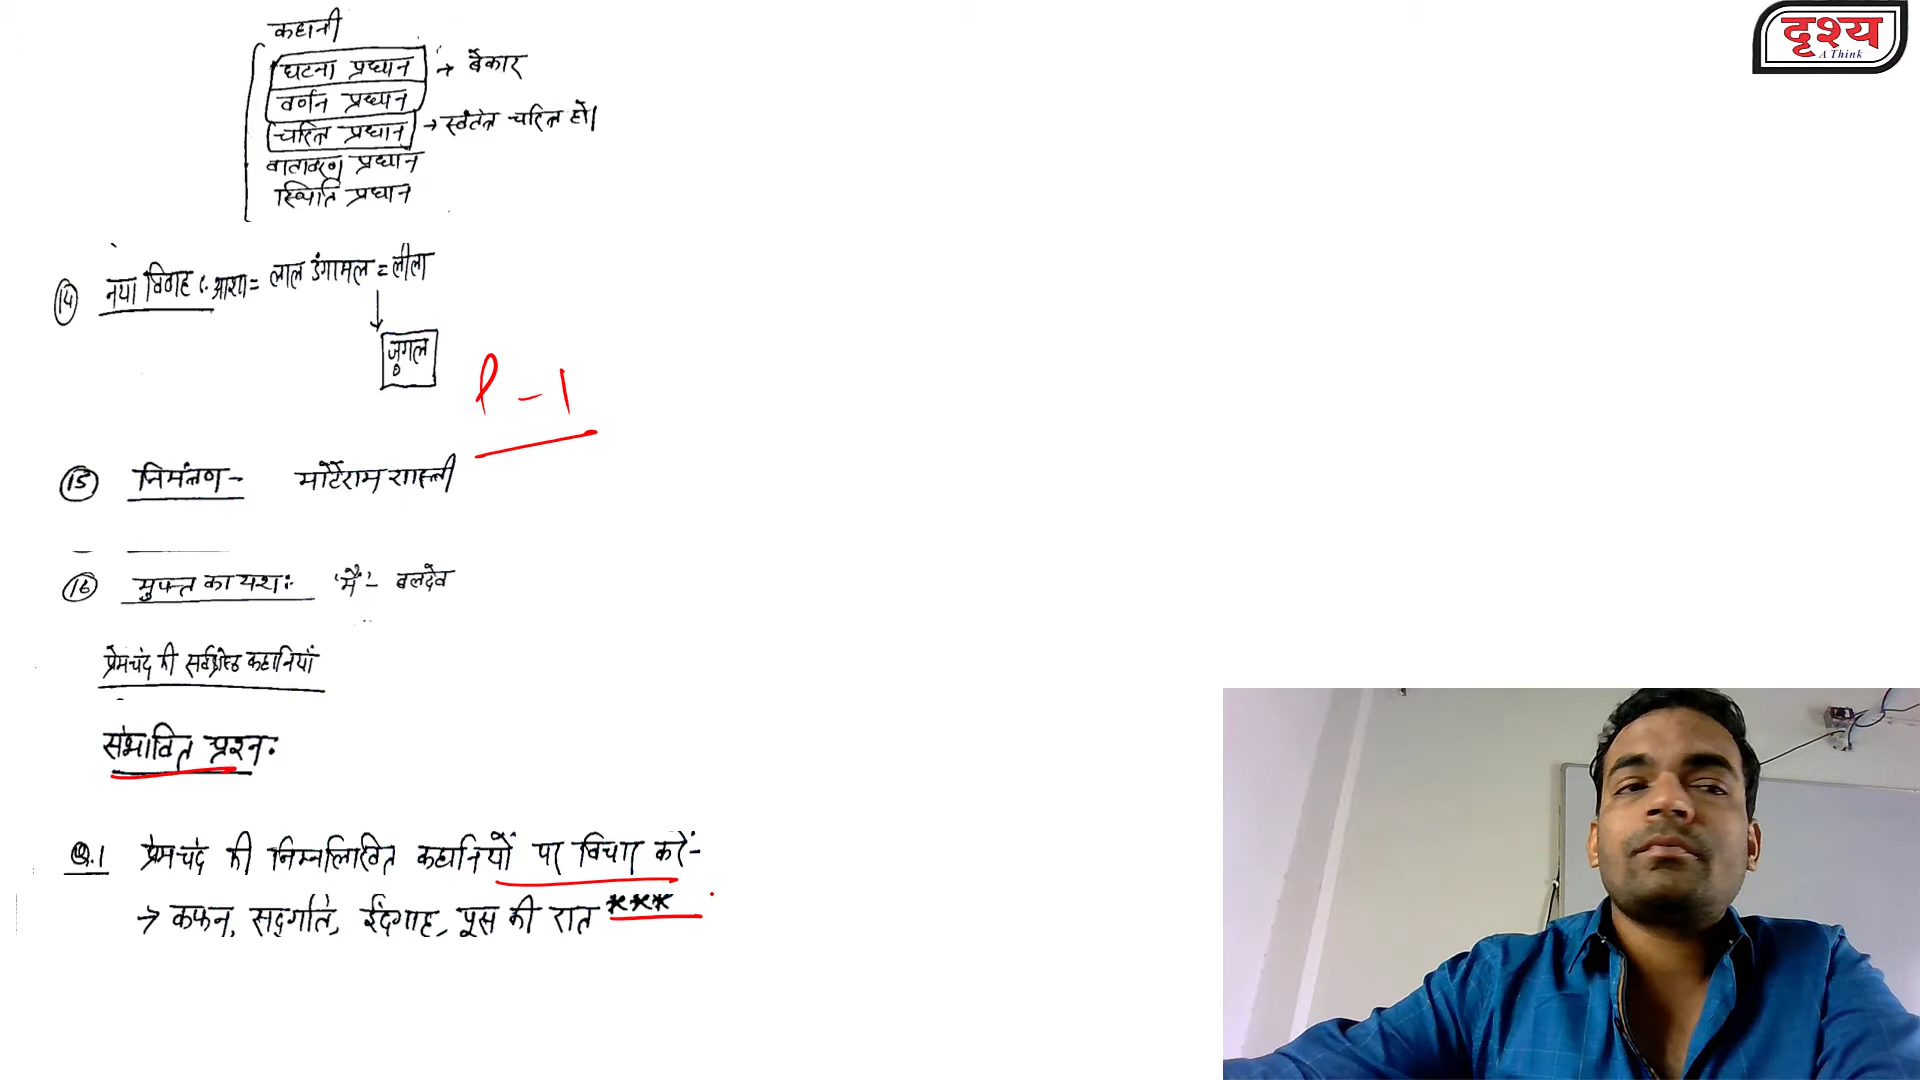 दृश्य
A Think
कहानी
घटना प्रधान → बेकार
वर्णन प्रधान
चरित्र प्रधान → स्वतंत्र चरित्र हो।
वातावरण प्रधान
स्थिति प्रधान
(14) नया विवाह : आशा = लाल डंगामल = लीला
जुगल
P-1
(15) निमंत्रण - मोटेराम शास्त्री
(16) मुफ्त का यश : 'मैं' - बलदेव
प्रेमचंद की सर्वश्रेष्ठ कहानियाँ
संभावित प्रश्न:
Q.1 प्रेमचंद की निम्नलिखित कहानियों पर विचार करें-
→ कफन, सद्गति, ईदगाह, पूस की रात ***